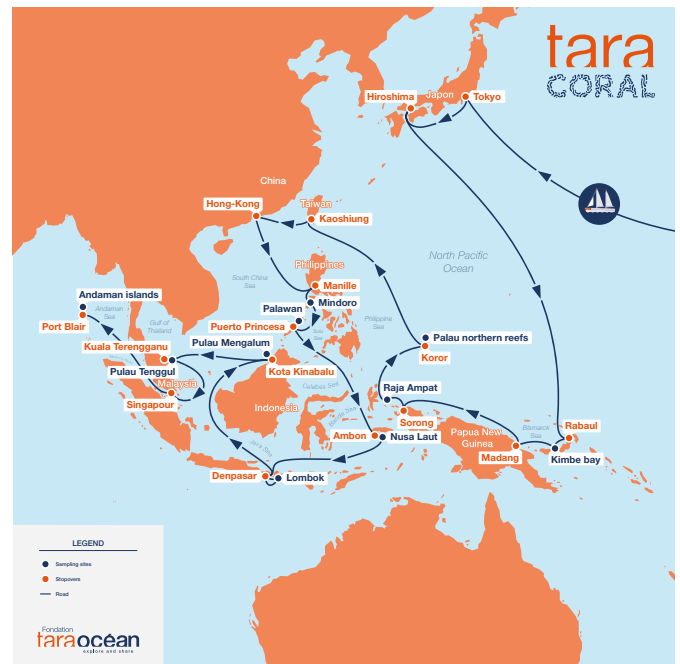 tara
CORAL
Hiroshima
Japon
Tokyo
China
Hong-Kong
Taïwan
Kaoshiung
North Pacific
Ocean
South China
Sea
Philippines
Manille
Mindoro
Andaman islands
Andaman
Sea
Port Blair
Gulf of
Thaïland
Palawan
Puerto Princesa
Sulu
Sea
Philippine
Sea
Palau northern reefs
Koror
Kuala Terengganu
Pulau Mengalum
Pulau Tenggul
Kota Kinabalu
Malaysia
Singapour
Celebes Sea
Raja Ampat
Indonesia
Banda Sea
Sorong
Ambon
Nusa Laut
Papua New
Guinea
Bismarck
Sea
Rabaul
Madang
Kimbe bay
Java Sea
Denpasar
Lombok
LEGEND
Sampling sites
Stopovers
Road
Fondation
taraocéan
explore and share